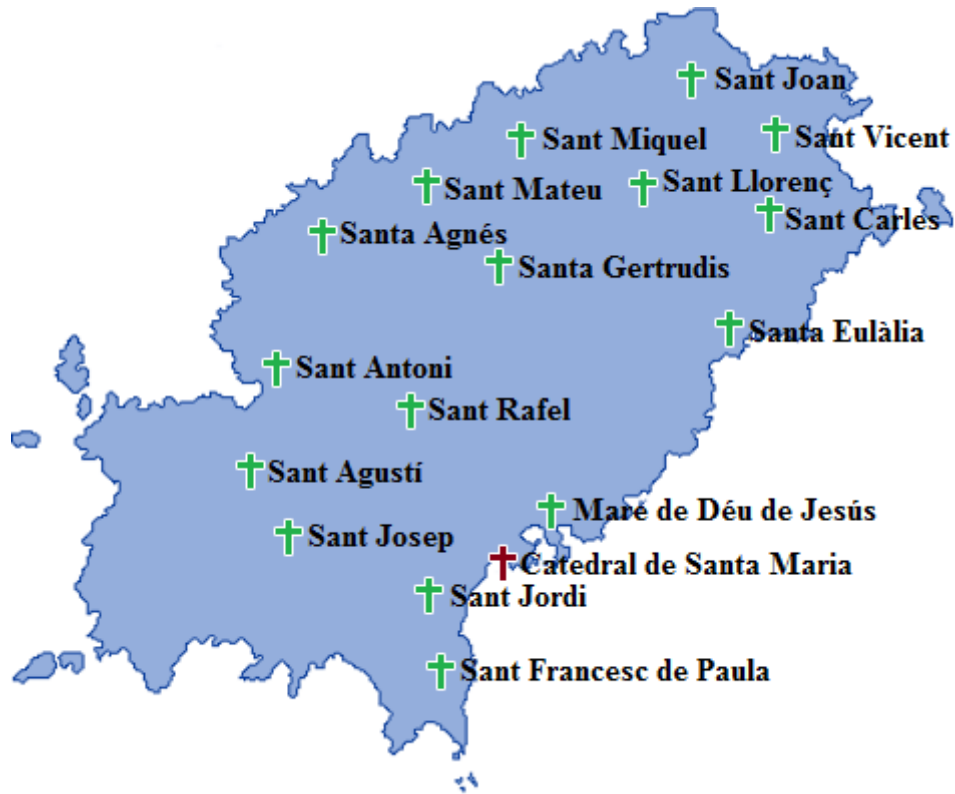 Sant Joan
Sant Miquel
Sant Vicent
Sant Mateu
Sant Llorenç
Sant Carles
Santa Agnés
Santa Gertrudis
Santa Eulàlia
Sant Antoni
Sant Rafel
Sant Agustí
Maré de Déu de Jesús
Sant Josep
Catedral de Santa Maria
Sant Jordi
Sant Francesc de Paula